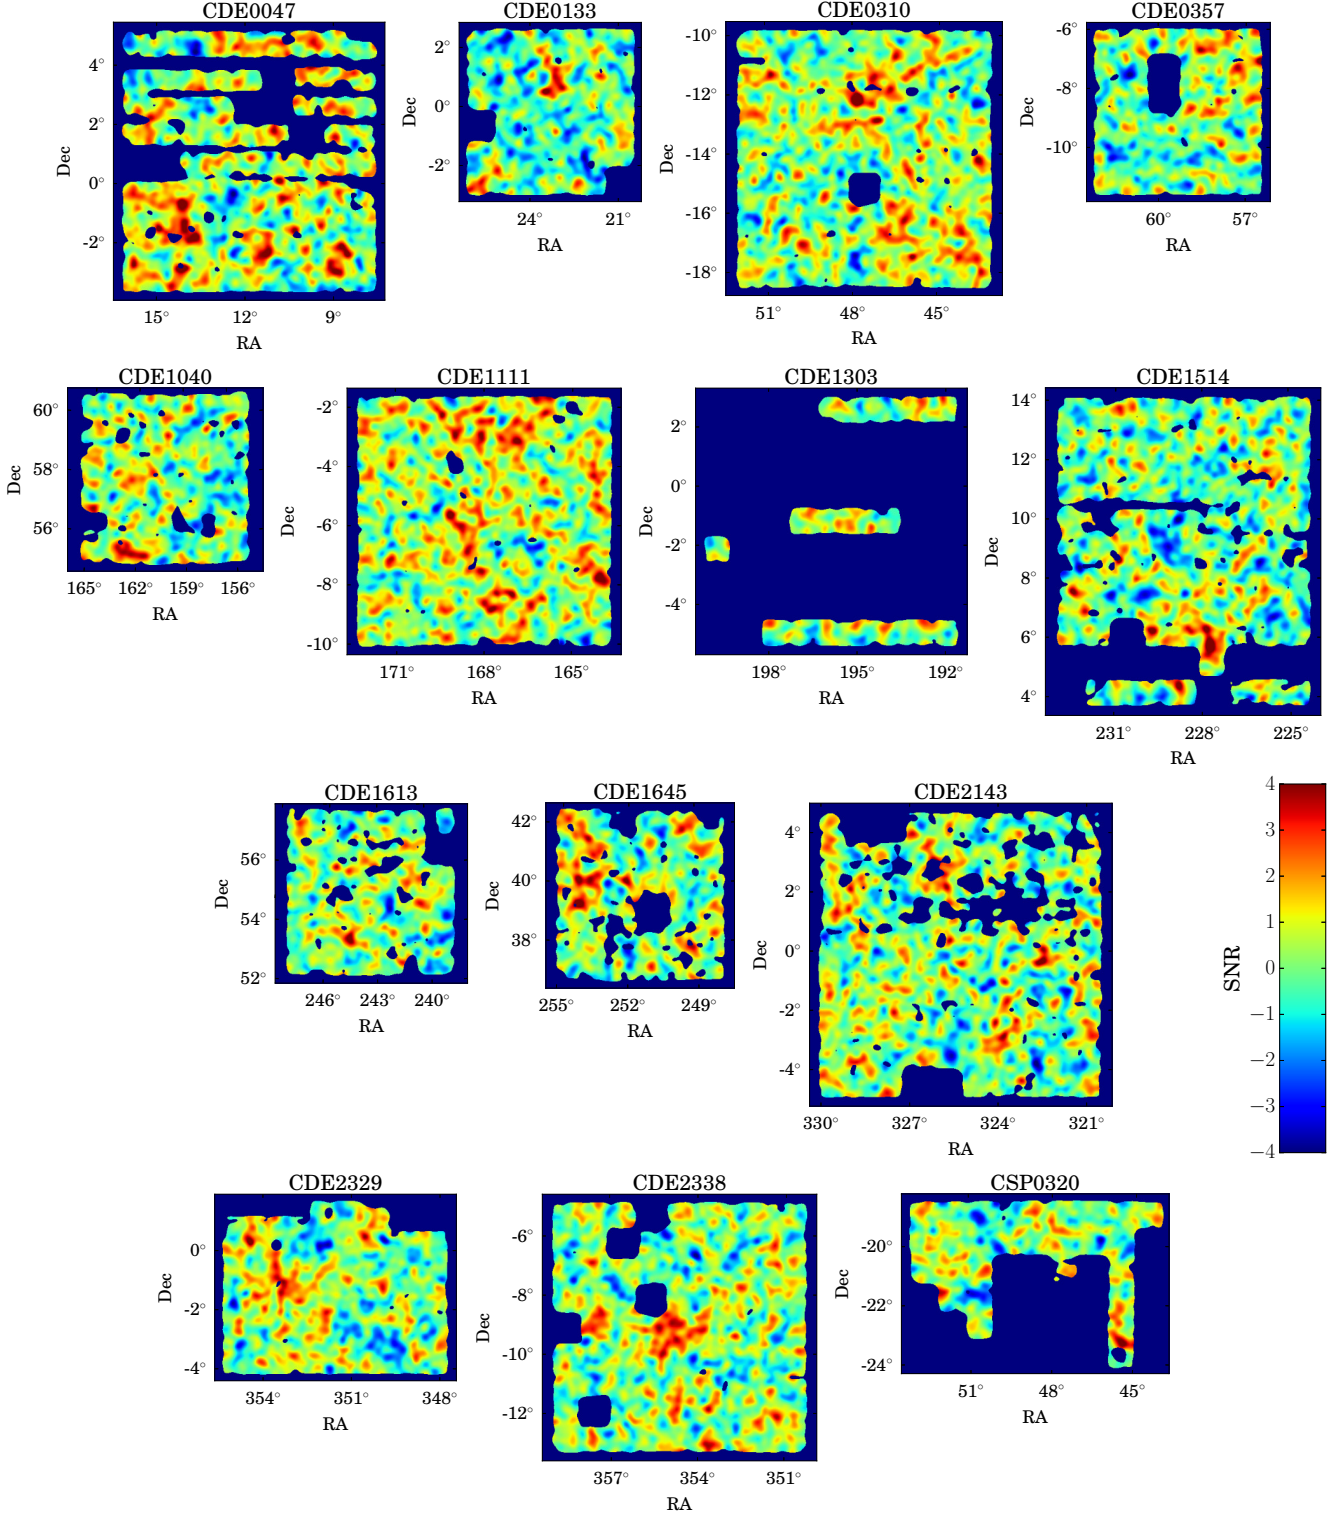 CDE0047 CDE0133 CDE0310 CDE0357
4° 2° 0° -2°
Dec
15° 12° 9°
RA
2° 0° -2°
Dec
24° 21°
RA
-10° -12° -14° -16° -18°
Dec
51° 48° 45°
RA
-6° -8° -10°
Dec
60° 57°
RA
CDE1040 CDE1111 CDE1303 CDE1514
60° 58° 56°
Dec
165° 162° 159° 156°
RA
-2° -4° -6° -8° -10°
Dec
171° 168° 165°
RA
2° 0° -2° -4°
Dec
198° 195° 192°
RA
14° 12° 10° 8° 6° 4°
Dec
231° 228° 225°
RA
CDE1613 CDE1645 CDE2143
56° 54° 52°
Dec
246° 243° 240°
RA
42° 40° 38°
Dec
255° 252° 249°
RA
4° 2° 0° -2° -4°
Dec
330° 327° 324° 321°
RA
SNR
4
3
2
1
0
−1
−2
−3
−4
CDE2329 CDE2338 CSP0320
0° -2° -4°
Dec
354° 351° 348°
RA
-6° -8° -10° -12°
Dec
357° 354° 351°
RA
-20° -22° -24°
Dec
51° 48° 45°
RA